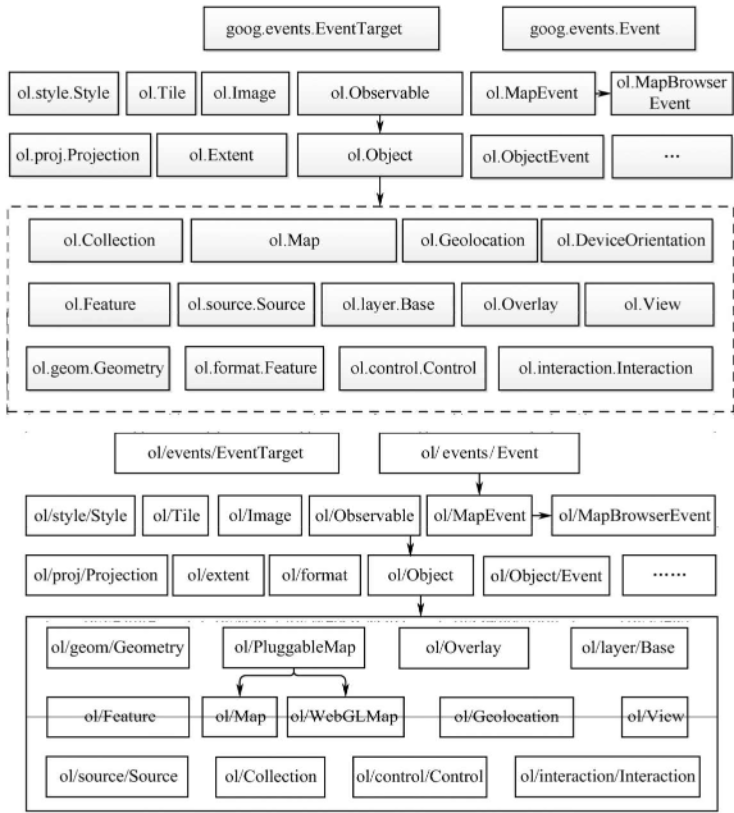 goog.events.EventTarget
goog.events.Event
ol.style.Style
ol.Tile
ol.Image
ol.Observable
ol.MapEvent
ol.MapBrowser
Event
ol.proj.Projection
ol.Extent
ol.Object
ol.ObjectEvent
…
ol.Collection
ol.Map
ol.Geolocation
ol.DeviceOrientation
ol.Feature
ol.source.Source
ol.layer.Base
ol.Overlay
ol.View
ol.geom.Geometry
ol.format.Feature
ol.control.Control
ol.interaction.Interaction
ol/events/EventTarget
ol/ events/ Event
ol/style/Style
ol/Tile
ol/Image
ol/Observable
ol/MapEvent
ol/MapBrowserEvent
ol/proj/Projection
ol/extent
ol/format
ol/Object
ol/Object/Event
……
ol/geom/Geometry
ol/PluggableMap
ol/Overlay
ol/layer/Base
ol/Feature
ol/Map
ol/WebGLMap
ol/Geolocation
ol/View
ol/source/Source
ol/Collection
ol/control/Control
ol/interaction/Interaction